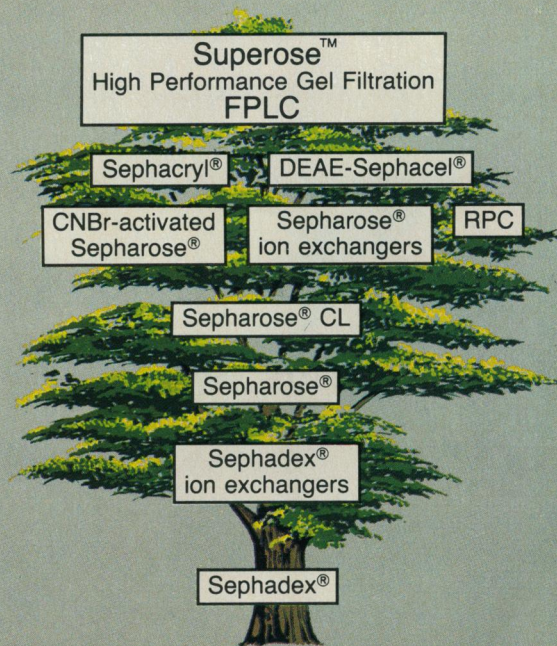 Superose™
High Performance Gel Filtration
FPLC
Sephacryl®
DEAE-Sephacel®
CNBr-activated
Sepharose®
Sepharose®
ion exchangers
RPC
Sepharose® CL
Sepharose®
Sephadex®
ion exchangers
Sephadex®